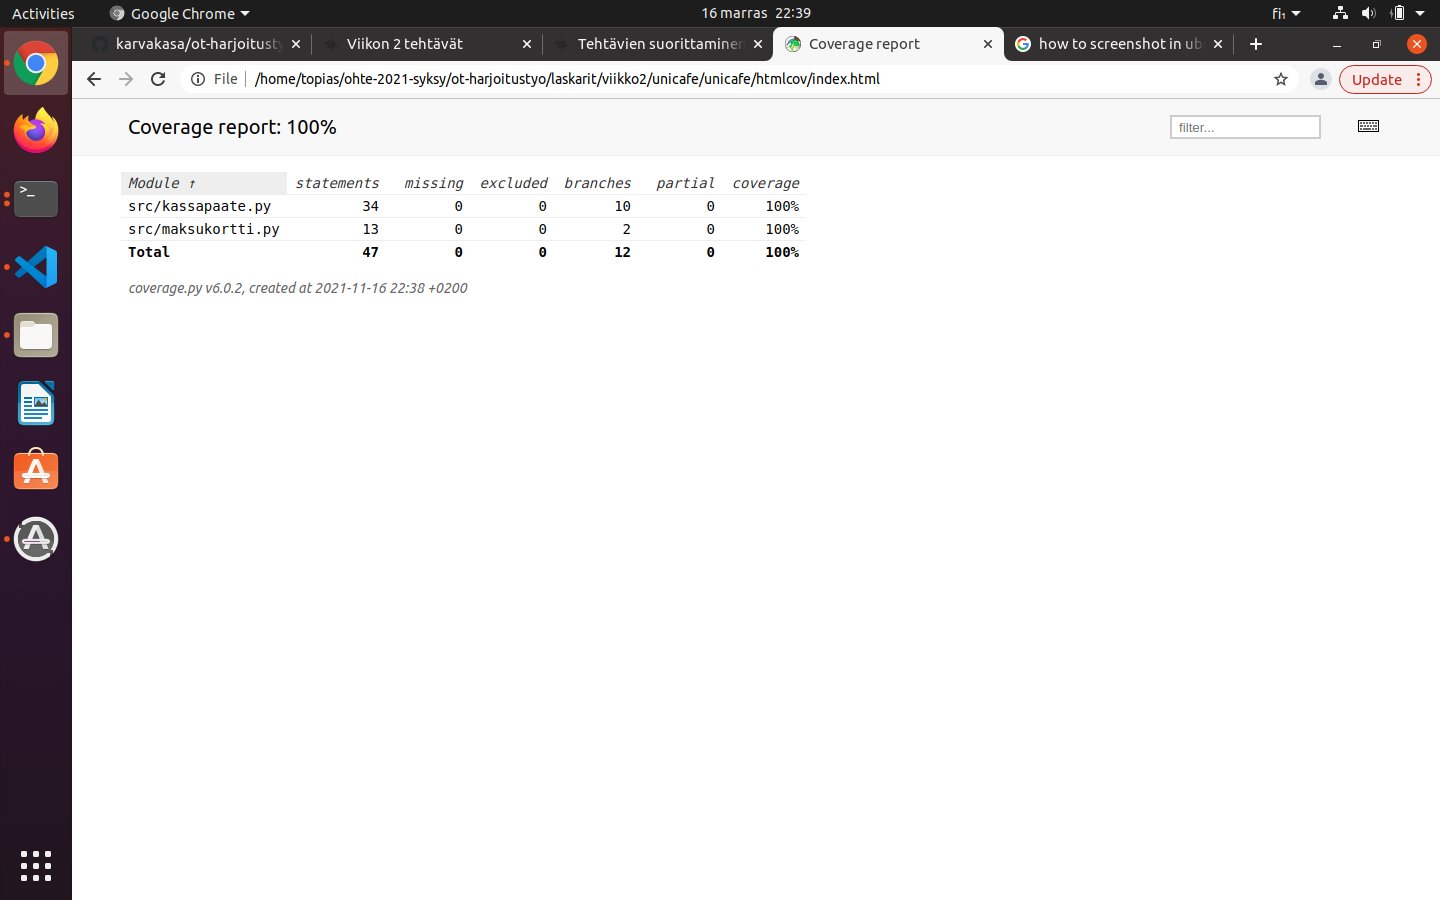 Activities Google Chrome 16 marras 22:39 fi₁
karvakasa/ot-harjoitusty Viikon 2 tehtävät Tehtävien suorittaminen Coverage report how to screenshot in ub
File /home/topias/ohte-2021-syksy/ot-harjoitustyo/laskarit/viikko2/unicafe/unicafe/htmlcov/index.html Update
Coverage report: 100% filter...
Module ↑ statements missing excluded branches partial coverage
src/kassapaate.py 34 0 0 10 0 100%
src/maksukortti.py 13 0 0 2 0 100%
Total 47 0 0 12 0 100%
coverage.py v6.0.2, created at 2021-11-16 22:38 +0200